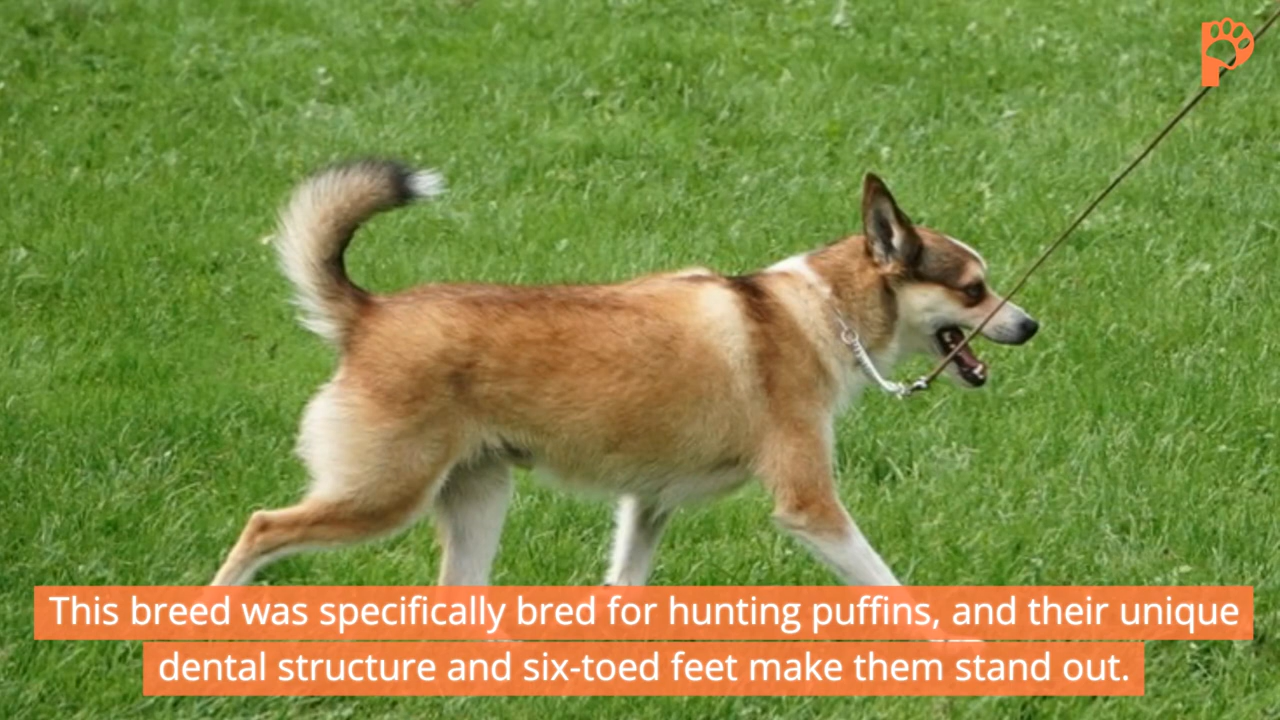 This breed was specifically bred for hunting puffins, and their unique
dental structure and six-toed feet make them stand out.